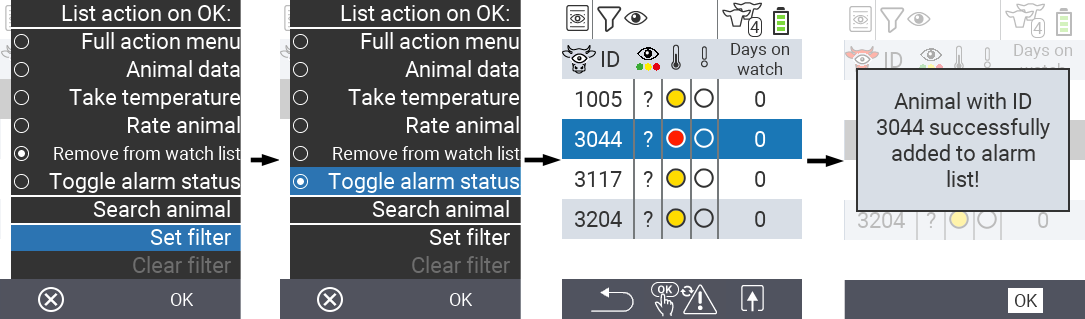 List action on OK:
Full action menu
Animal data
Take temperature
Rate animal
Remove from watch list
Toggle alarm status
Search animal
Set filter
Clear filter
OK
List action on OK:
Full action menu
Animal data
Take temperature
Rate animal
Remove from watch list
Toggle alarm status
Search animal
Set filter
Clear filter
OK
4
ID Days on
watch
1005 ? 0
3044 ? 0
3117 ? 0
3204 ? 0
OK
4
ID Days on
watch
Animal with ID
3044 successfully
added to alarm
list!
3204 ? 0
OK